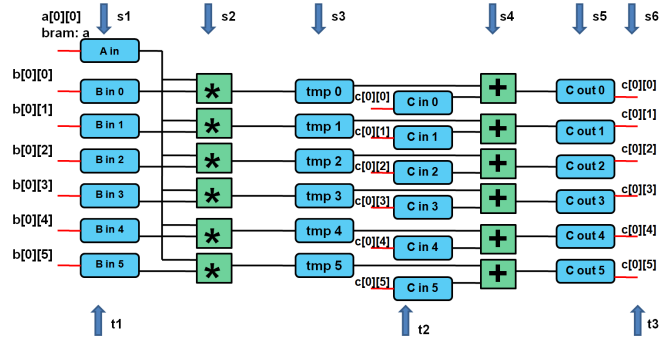 a[0][0] s1 s2 s3 s4 s5 s6
bram: a
A in
b[0][0] B in 0 * tmp 0 c[0][0] C in 0 + C out 0 c[0][0]
b[0][1] B in 1 * tmp 1 c[0][1] C in 1 + C out 1 c[0][1]
b[0][2] B in 2 * tmp 2 c[0][2] C in 2 + C out 2 c[0][2]
b[0][3] B in 3 * tmp 3 c[0][3] C in 3 + C out 3 c[0][3]
b[0][4] B in 4 * tmp 4 c[0][4] C in 4 + C out 4 c[0][4]
b[0][5] B in 5 * tmp 5 c[0][5] C in 5 + C out 5 c[0][5]
t1 t2 t3